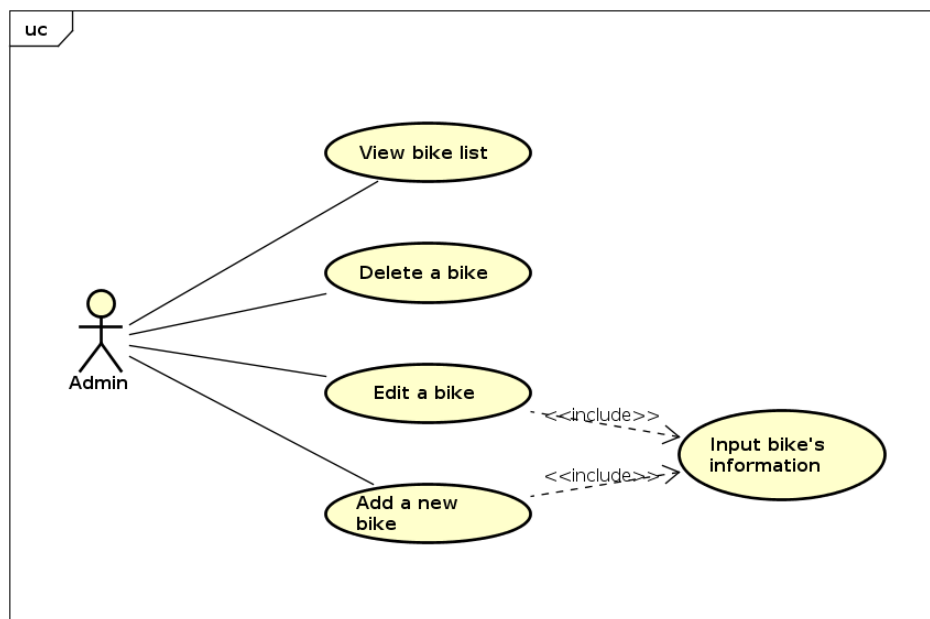 uc
View bike list
Delete a bike
Admin
Edit a bike
<<include>>
Input bike's
information
<<include>>
Add a new
bike